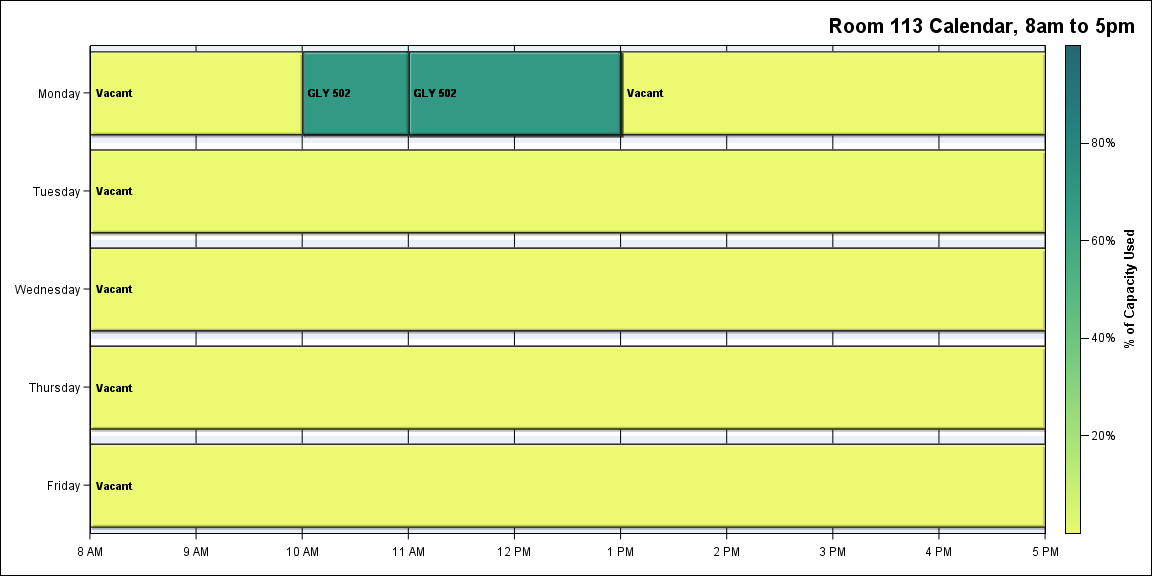 Room 113 Calendar, 8am to 5pm
Monday
Vacant
GLY 502
GLY 502
Vacant
Tuesday
Vacant
Wednesday
Vacant
Thursday
Vacant
Friday
Vacant
8 AM
9 AM
10 AM
11 AM
12 PM
1 PM
2 PM
3 PM
4 PM
5 PM
80%
60%
40%
20%
% of Capacity Used